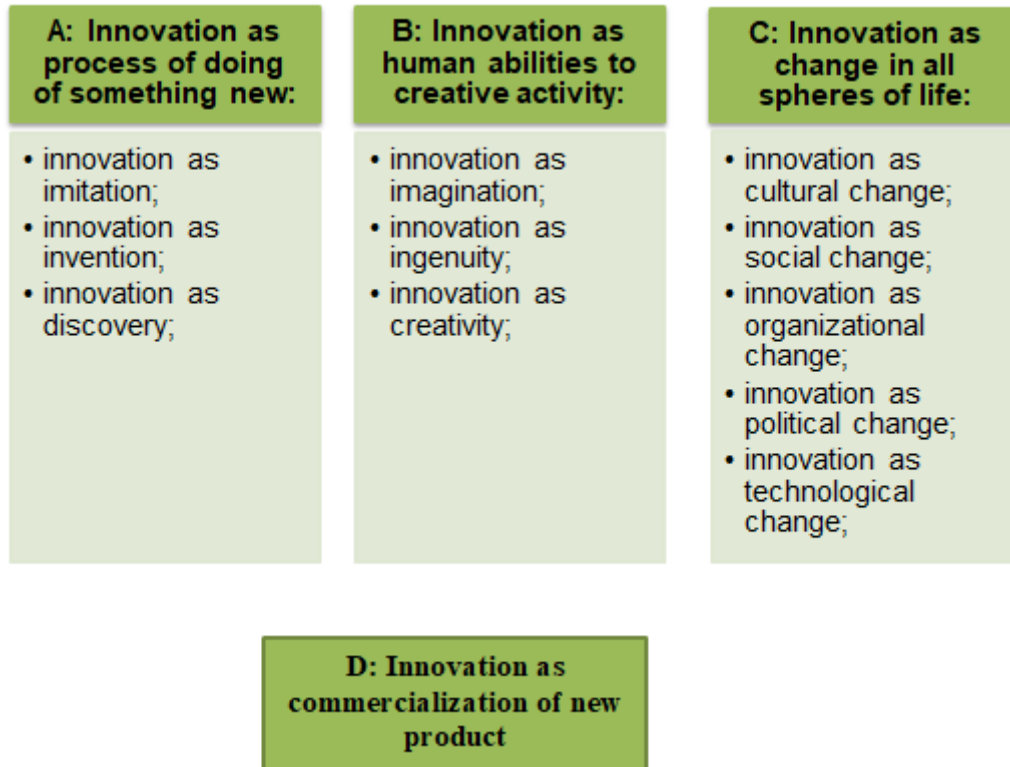 A: Innovation as
process of doing
of something new:
• innovation as
imitation;
• innovation as
invention;
• innovation as
discovery;
B: Innovation as
human abilities to
creative activity:
• innovation as
imagination;
• innovation as
ingenuity;
• innovation as
creativity;
C: Innovation as
change in all
spheres of life:
• innovation as
cultural change;
• innovation as
social change;
• innovation as
organizational
change;
• innovation as
political change;
• innovation as
technological
change;
D: Innovation as
commercialization of new
product